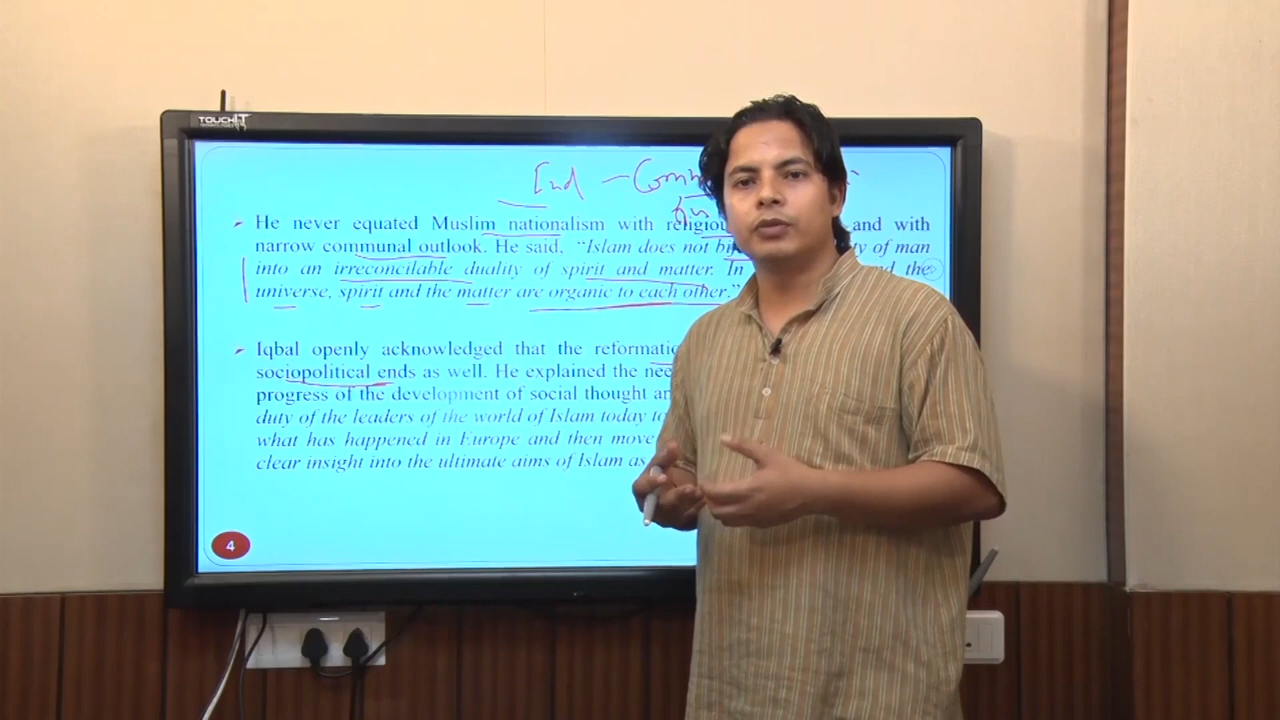 TOUCHIT
End - Comm
He never equated Muslim nationalism with religious and with
narrow communal outlook. He said, "Islam does not bi ty of man
into an irreconcilable duality of spirit and matter. In d the
universe, spirit and the matter are organic to each other."
Iqbal openly acknowledged that the reformatio
sociopolitical ends as well. He explained the nee
progress of the development of social thought an
duty of the leaders of the world of Islam today to
what has happened in Europe and then move
clear insight into the ultimate aims of Islam as
4